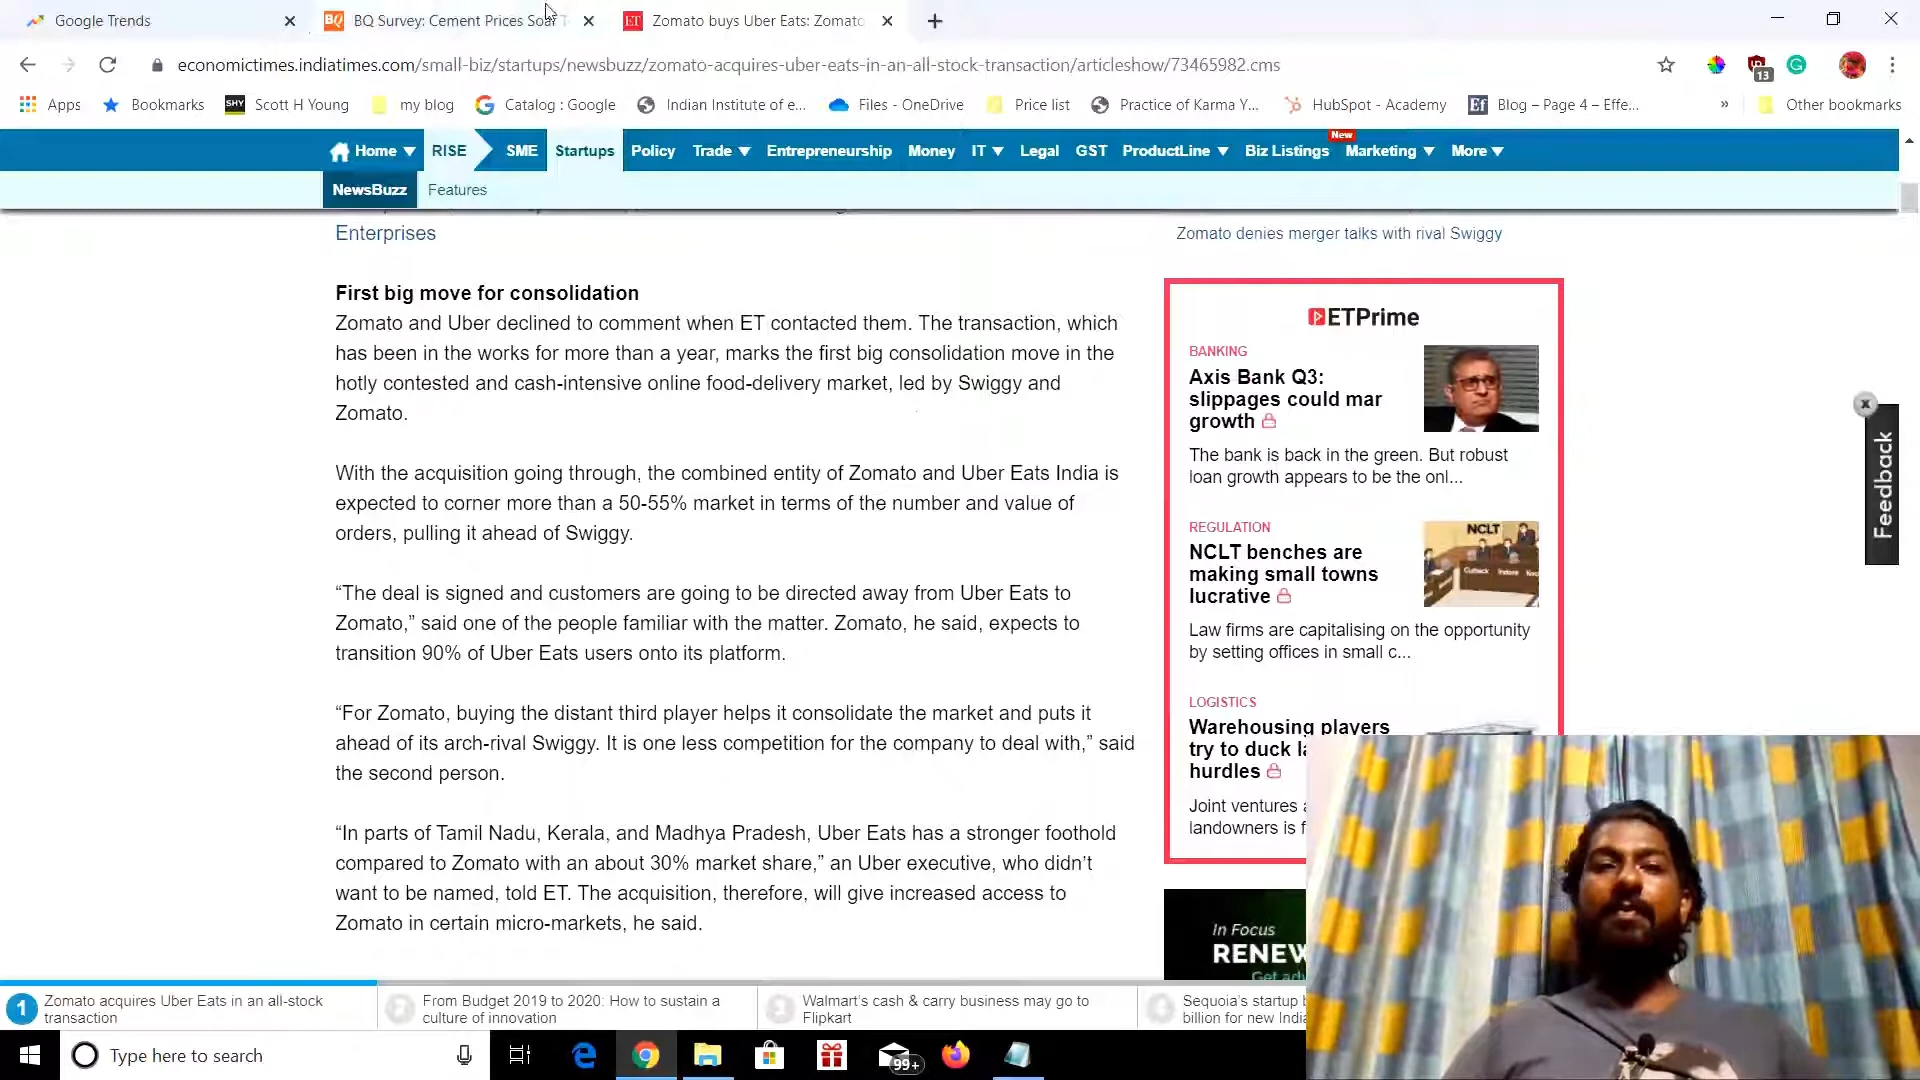 Google Trends
BQ Survey: Cement Prices Soar T
Zomato buys Uber Eats: Zomato
economictimes.indiatimes.com/small-biz/startups/newsbuzz/zomato-acquires-uber-eats-in-an-all-stock-transaction/articleshow/73465982.cms
13
Apps
Bookmarks
SHY Scott H Young
my blog
Catalog : Google
Indian Institute of e...
Files - OneDrive
Price list
Practice of Karma Y...
HubSpot - Academy
Ef Blog – Page 4 – Effe...
»
Other bookmarks
New
Home RISE SME Startups Policy Trade Entrepreneurship Money IT Legal GST ProductLine Biz Listings Marketing More
NewsBuzz Features
Enterprises
Zomato denies merger talks with rival Swiggy
First big move for consolidation
Zomato and Uber declined to comment when ET contacted them. The transaction, which
has been in the works for more than a year, marks the first big consolidation move in the
hotly contested and cash-intensive online food-delivery market, led by Swiggy and
Zomato.
With the acquisition going through, the combined entity of Zomato and Uber Eats India is
expected to corner more than a 50-55% market in terms of the number and value of
orders, pulling it ahead of Swiggy.
“The deal is signed and customers are going to be directed away from Uber Eats to
Zomato,” said one of the people familiar with the matter. Zomato, he said, expects to
transition 90% of Uber Eats users onto its platform.
“For Zomato, buying the distant third player helps it consolidate the market and puts it
ahead of its arch-rival Swiggy. It is one less competition for the company to deal with,” said
the second person.
“In parts of Tamil Nadu, Kerala, and Madhya Pradesh, Uber Eats has a stronger foothold
compared to Zomato with an about 30% market share,” an Uber executive, who didn’t
want to be named, told ET. The acquisition, therefore, will give increased access to
Zomato in certain micro-markets, he said.
ETPrime
BANKING
Axis Bank Q3:
slippages could mar
growth
The bank is back in the green. But robust
loan growth appears to be the onl...
REGULATION
NCLT benches are
making small towns
lucrative
NCLT
Law firms are capitalising on the opportunity
by setting offices in small c...
LOGISTICS
Warehousing players
try to duck
hurdles
Joint ventures
landowners is
In Focus
RENEW
Feedback
1 Zomato acquires Uber Eats in an all-stock
transaction
From Budget 2019 to 2020: How to sustain a
culture of innovation
Walmart's cash & carry business may go to
Flipkart
Sequoia's startup
billion for new
Type here to search
99+